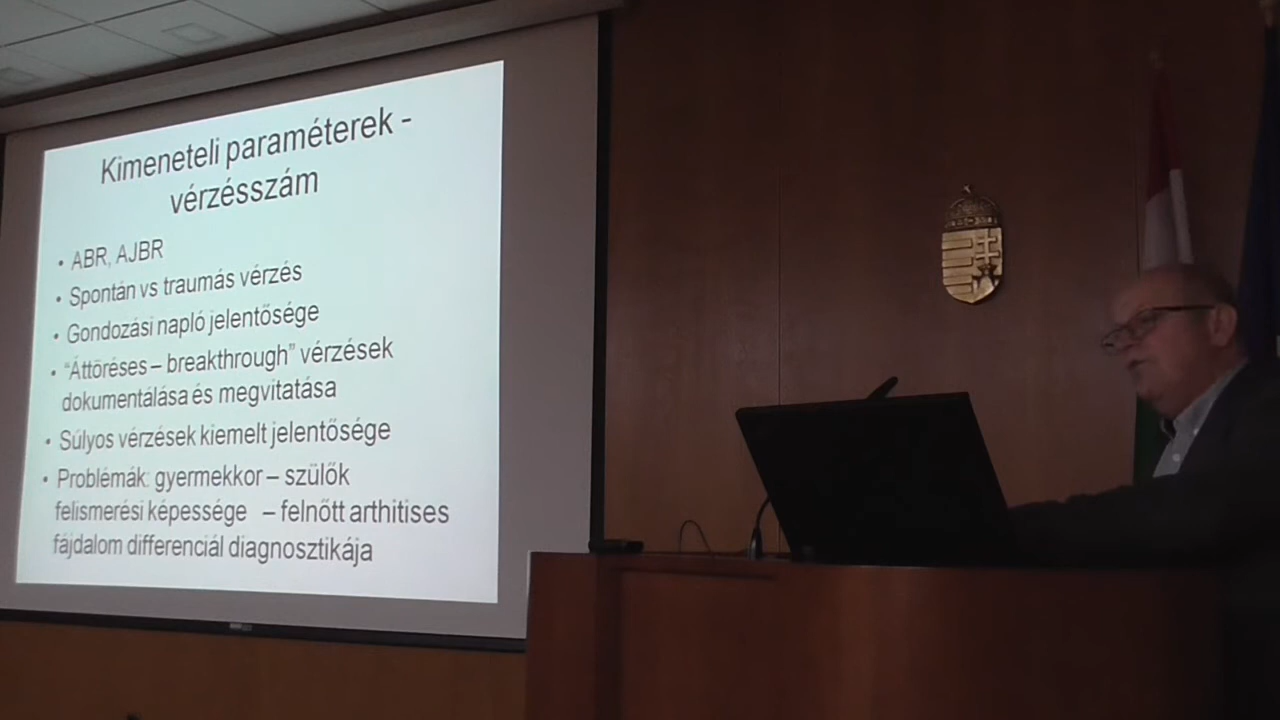 Kimeneteli paraméterek -
vérzésszám
• ABR, AJBR
• Spontán vs traumás vérzés
• Gondozási napló jelentősége
• “Áttöréses – breakthrough” vérzések
dokumentálása és megvitatása
• Súlyos vérzések kiemelt jelentősége
• Problémák: gyermekkor – szülők
felismerési képessége – felnőtt arthitises
fájdalom differenciál diagnosztikája